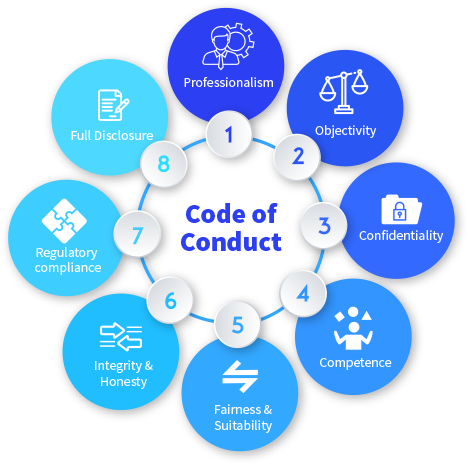 Professionalism
1
Objectivity
2
Confidentiality
3
Competence
4
Fairness &
Suitability
5
Integrity &
Honesty
6
Regulatory
compliance
7
Full Disclosure
8
Code of
Conduct